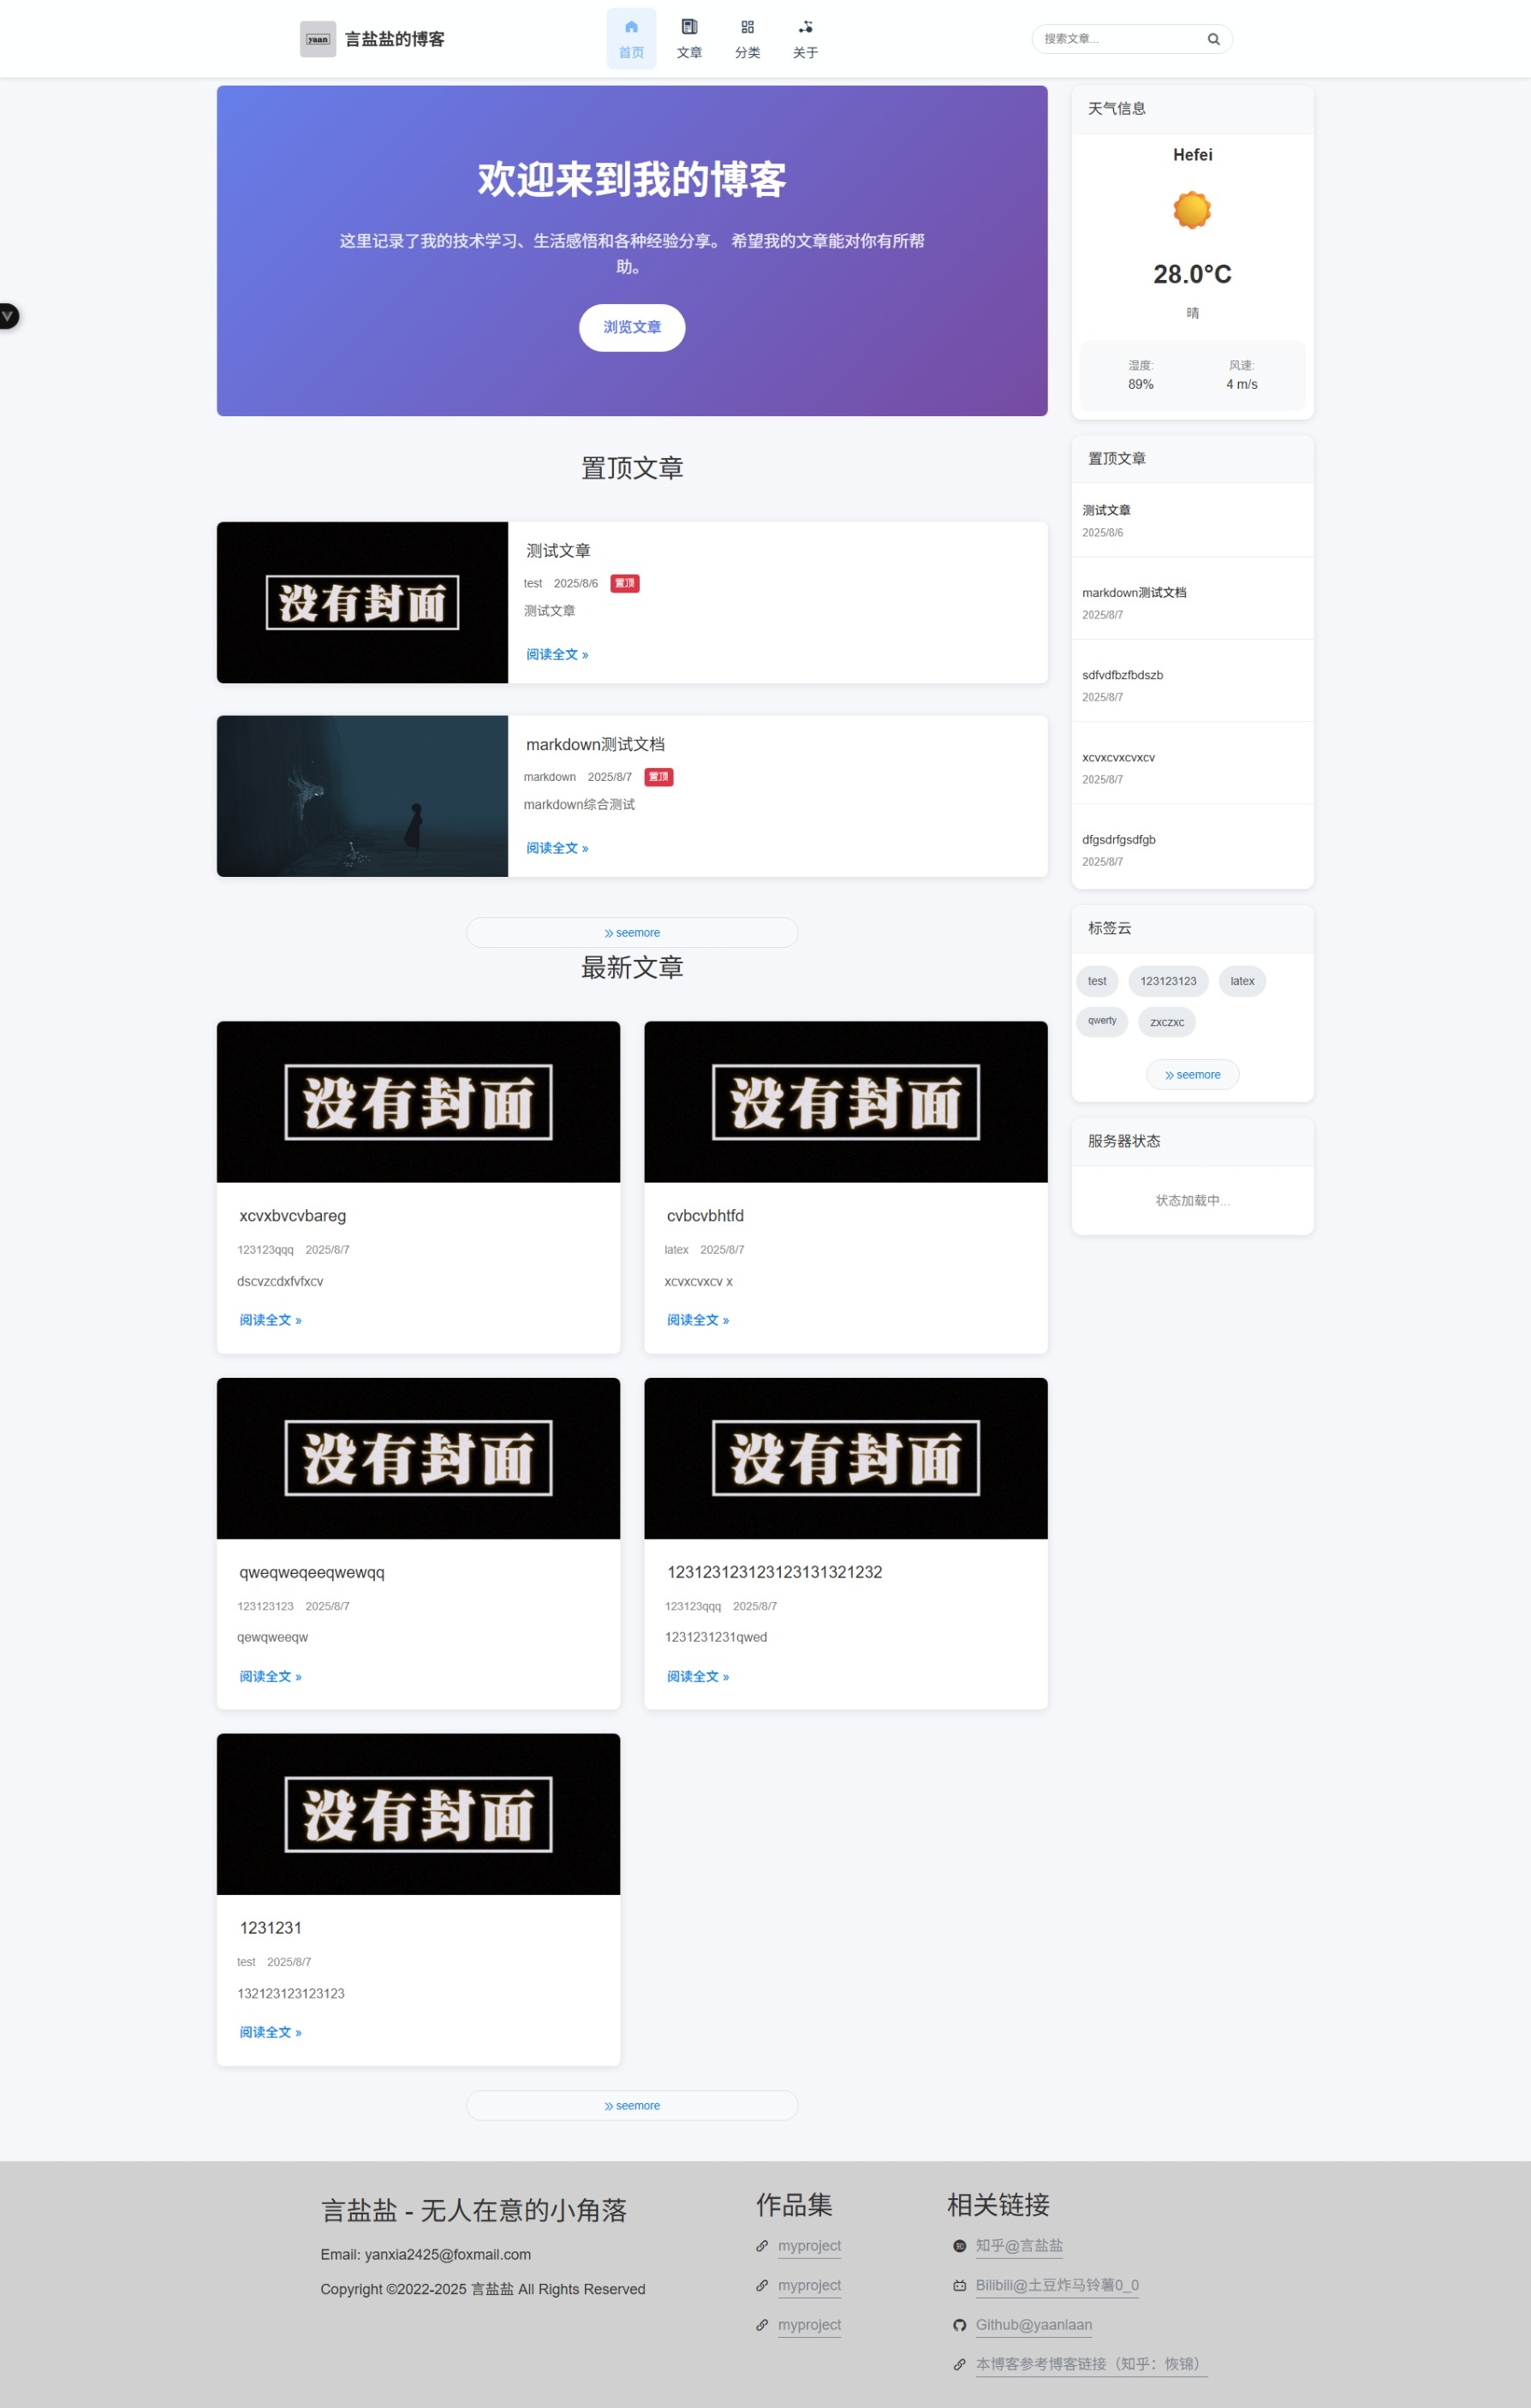 yaan 言盐盐的博客
首页 文章 分类 关于
搜索文章...
欢迎来到我的博客
这里记录了我的技术学习、生活感悟和各种经验分享。 希望我的文章能对你有所帮
助。
浏览文章
置顶文章
没有封面
测试文章
test 2025/8/6 置顶
测试文章
阅读全文 »
markdown测试文档
markdown 2025/8/7 置顶
markdown综合测试
阅读全文 »
seemore
最新文章
没有封面
xcvxbvcvbareg
123123qqq 2025/8/7
dscvzcdxfvfxcv
阅读全文 »
没有封面
cvbcvbhtfd
latex 2025/8/7
xcvxcvxcv x
阅读全文 »
没有封面
qweqweqeeqwewqq
123123123 2025/8/7
qewqweeqw
阅读全文 »
没有封面
123123123123123131321232
123123qqq 2025/8/7
1231231231qwed
阅读全文 »
没有封面
1231231
test 2025/8/7
132123123123123
阅读全文 »
seemore
天气信息
Hefei
28.0°C
晴
湿度: 风速:
89% 4 m/s
置顶文章
测试文章
2025/8/6
markdown测试文档
2025/8/7
sdfvdfbzfbdszb
2025/8/7
xcvxcvxcvxcv
2025/8/7
dfgsdrfgsdfgb
2025/8/7
标签云
test 123123123 latex
qwerty zxczxc
seemore
服务器状态
状态加载中...
言盐盐 - 无人在意的小角落
Email: yanxia2425@foxmail.com
Copyright ©2022-2025 言盐盐 All Rights Reserved
作品集
myproject
myproject
myproject
相关链接
知乎@言盐盐
Bilibili@土豆炸马铃薯0_0
Github@yaanlaan
本博客参考博客链接（知乎：恢锦）